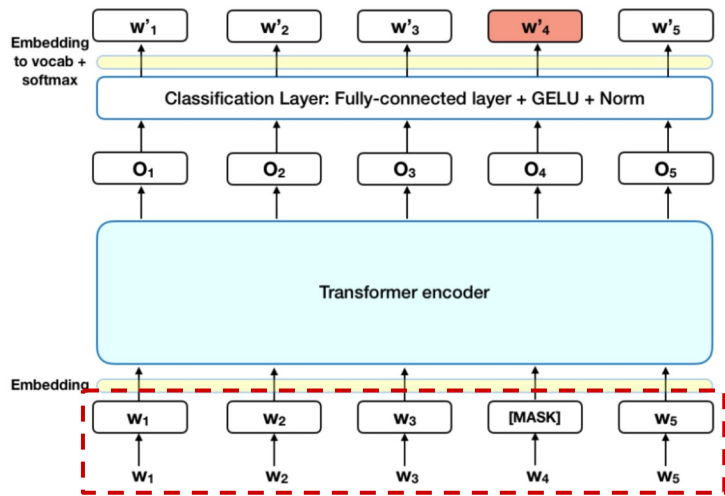 w'₁ w'₂ w'₃ w'₄ w'₅
Embedding
to vocab +
softmax
Classification Layer: Fully-connected layer + GELU + Norm
O₁ O₂ O₃ O₄ O₅
Transformer encoder
Embedding
w₁ w₂ w₃ [MASK] w₅
w₁ w₂ w₃ w₄ w₅